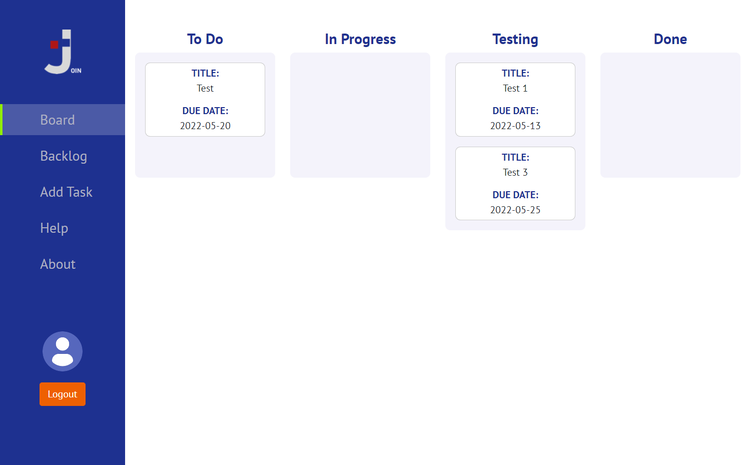 OIN
Board
Backlog
Add Task
Help
About
Logout
To Do
TITLE:
Test
DUE DATE:
2022-05-20
In Progress
Testing
TITLE:
Test 1
DUE DATE:
2022-05-13
TITLE:
Test 3
DUE DATE:
2022-05-25
Done